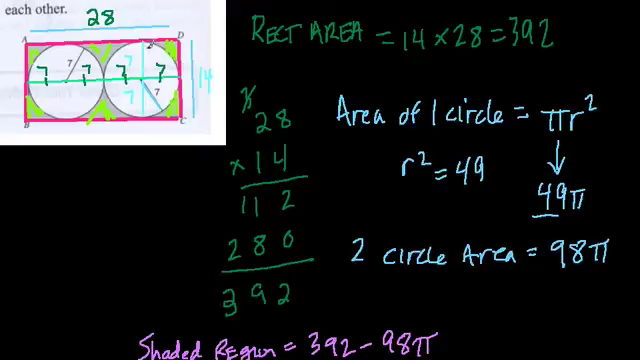 each other.
28
A
D
7
7
7
7
7
7
7
7
14
B
C
RECT AREA = 14 × 28 = 392
28
× 14
112
280
392
Area of 1 circle = πr²
r² = 49
49π
2 circle Area = 98π
Shaded Region = 392 - 98π